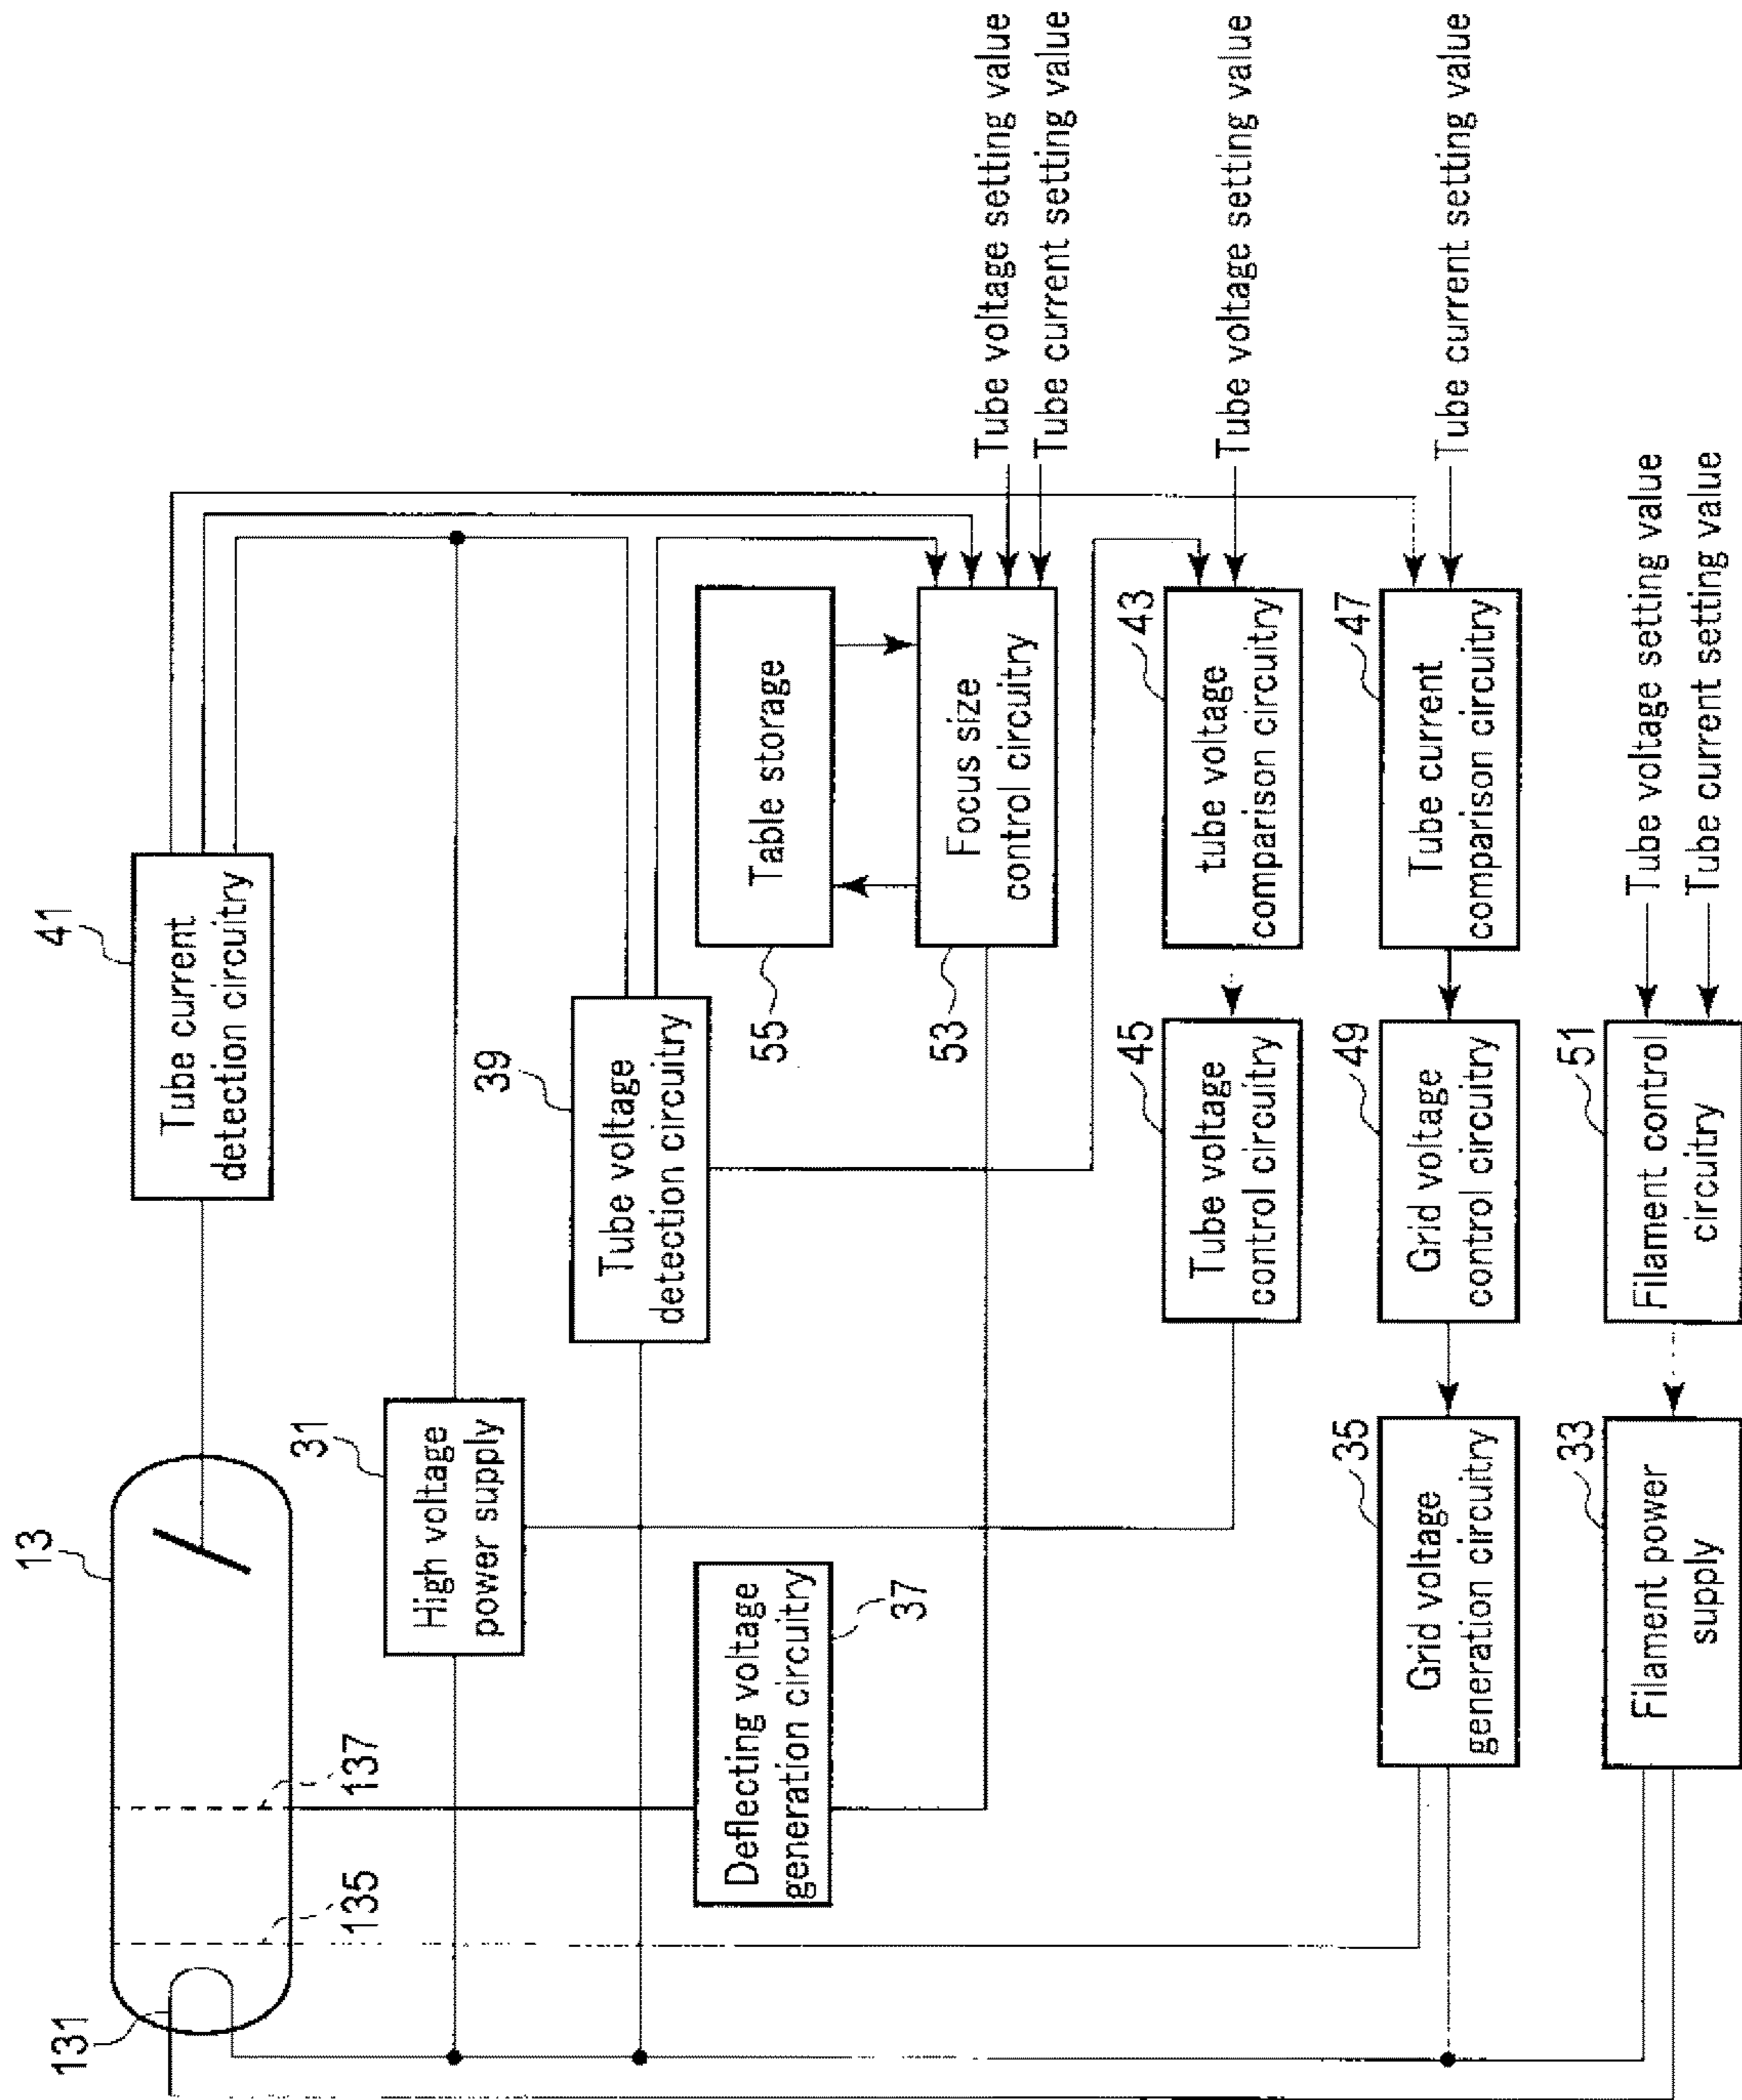 13
131
135
137
41
Tube current
detection circuitry
31
High voltage
power supply
39
Tube voltage
detection circuitry
Deflecting voltage
generation circuitry
37
55
Table storage
53
Focus size
control circuitry
Tube voltage setting value
Tube current setting value
45
Tube voltage
control circuitry
43
tube voltage
comparison circuitry
Tube voltage setting value
35
Grid voltage
generation circuitry
49
Grid voltage
control circuitry
47
Tube current
comparison circuitry
Tube current setting value
33
Filament power
supply
51
Filament control
circuitry
Tube voltage setting value
Tube current setting value